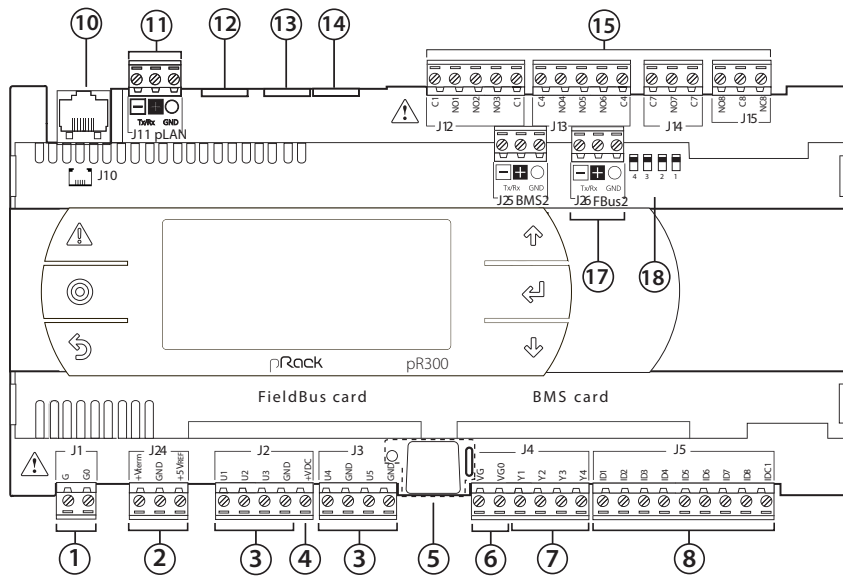 10
11
12
13
14
15
Tx/Rx GND
J11 pLAN
J10
C1 NO1 NO2 NO3 C1
J12
C4 NO4 NO5 NO6 C4
J13
C7 NO7 C7
J14
NO8 C8 NC8
J15
Tx/Rx GND
J25 BMS2
Tx/Rx GND
J26 FBus2
4 3 2 1
17
18
pRack
pR300
FieldBus card
BMS card
J1
G G0
J24
+Vterm GND +5VREF
J2
U1 U2 U3 GND +VDC
J3
U4 GND U5 GND
J4
VG VG0 Y1 Y2 Y3 Y4
J5
ID1 ID2 ID3 ID4 ID5 ID6 ID7 ID8 IDC1
1
2
3
4
3
5
6
7
8